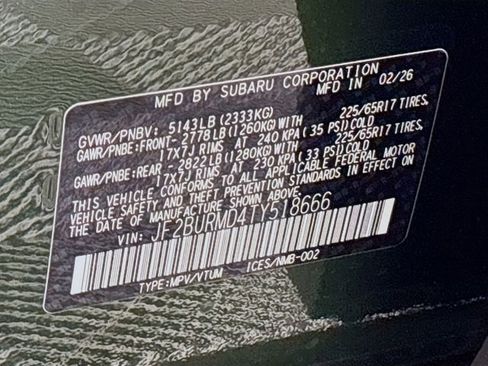 MFD BY SUBARU CORPORATION
MFD IN 02/26
GVWR/PNBV: 5143LB(2333KG)
GAWR/PNBE:FRONT- 2778LB(1260KG)WITH 225/65R17 TIRES
17X7J RIMS AT 240 KPA(35 PSI)COLD
GAWR/PNBE:REAR- 2822LB(1280KG)WITH 225/65R17 TIRES
17X7J RIMS AT 230 KPA(33 PSI)COLD
THIS VEHICLE CONFORMS TO ALL APPLICABLE FEDERAL MOTOR
VEHICLE SAFETY AND THEFT PREVENTION STANDARDS IN EFFECT ON
THE DATE OF MANUFACTURE SHOWN ABOVE.
VIN: JF2BURMD4TY518666
TYPE:MPV/VTUM ICES/NMB-002